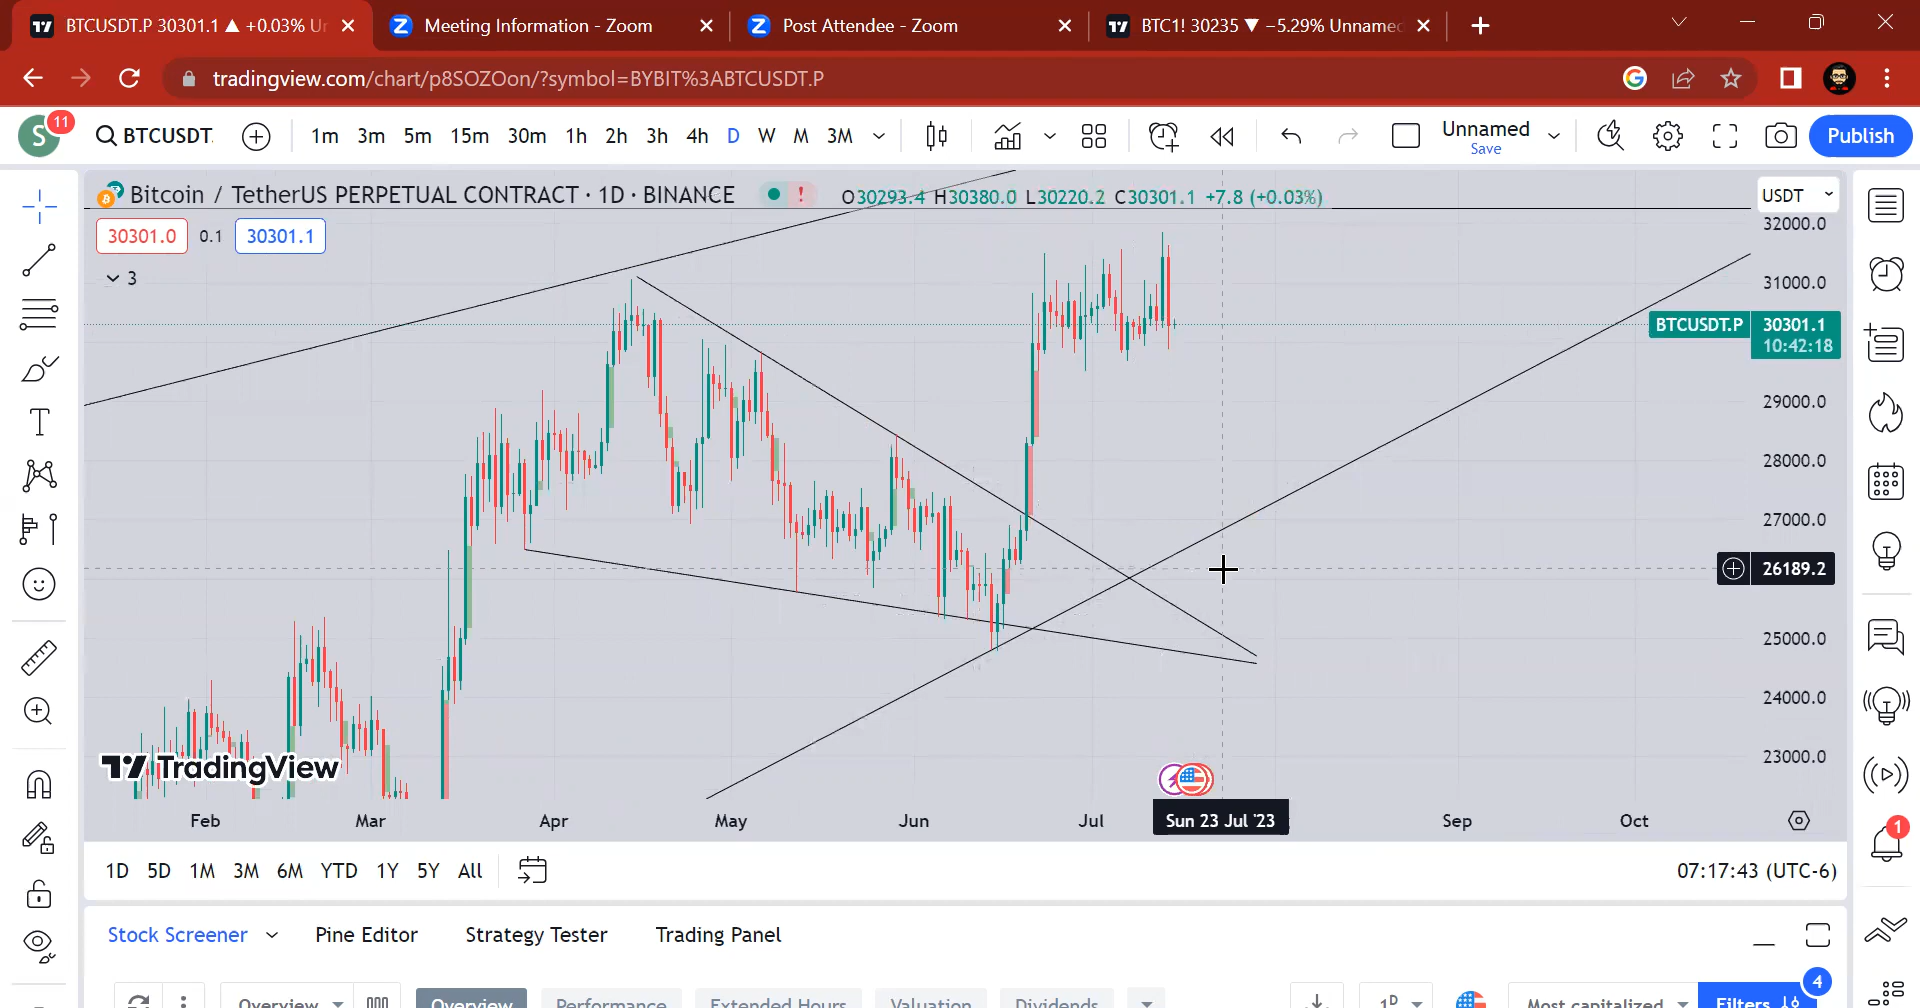 BTCUSDT.P 30301.1 ▲ +0.03% Ur
Meeting Information - Zoom
Post Attendee - Zoom
BTC1! 30235 ▼ −5.29% Unnamed
tradingview.com/chart/p8SOZOon/?symbol=BYBIT%3ABTCUSDT.P
S 11
BTCUSDT.
1m 3m 5m 15m 30m 1h 2h 3h 4h D W M 3M
Unnamed
Save
Publish
Bitcoin / TetherUS PERPETUAL CONTRACT · 1D · BINANCE
O30293.4 H30380.0 L30220.2 C30301.1 +7.8 (+0.03%)
USDT
30301.0 0.1 30301.1
3
32000.0
31000.0
BTCUSDT.P 30301.1
10:42:18
29000.0
28000.0
27000.0
26189.2
25000.0
24000.0
23000.0
TradingView
Feb Mar Apr May Jun Jul Sun 23 Jul '23 Sep Oct
1
1D 5D 1M 3M 6M YTD 1Y 5Y All
07:17:43 (UTC-6)
Stock Screener Pine Editor Strategy Tester Trading Panel
4
Overview Overview Performance Extended Hours Valuation Dividends 1D Most capitalized Filters